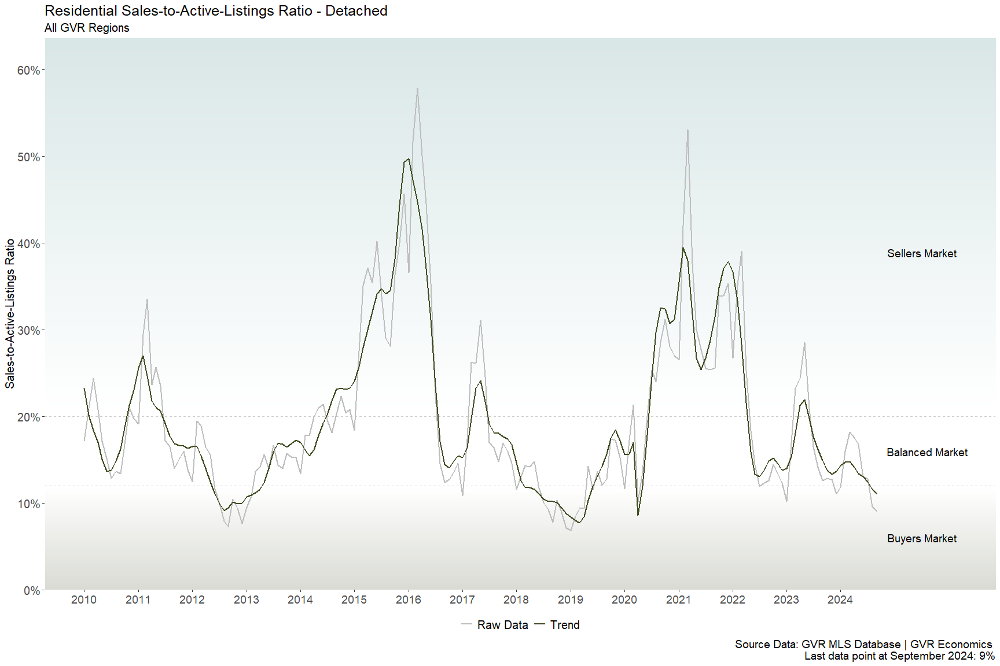 Residential Sales-to-Active-Listings Ratio - Detached
All GVR Regions
Sales-to-Active-Listings Ratio
60%
50%
40%
30%
20%
10%
0%
Sellers Market
Balanced Market
Buyers Market
2010 2011 2012 2013 2014 2015 2016 2017 2018 2019 2020 2021 2022 2023 2024
Raw Data Trend
Source Data: GVR MLS Database | GVR Economics
Last data point at September 2024: 9%